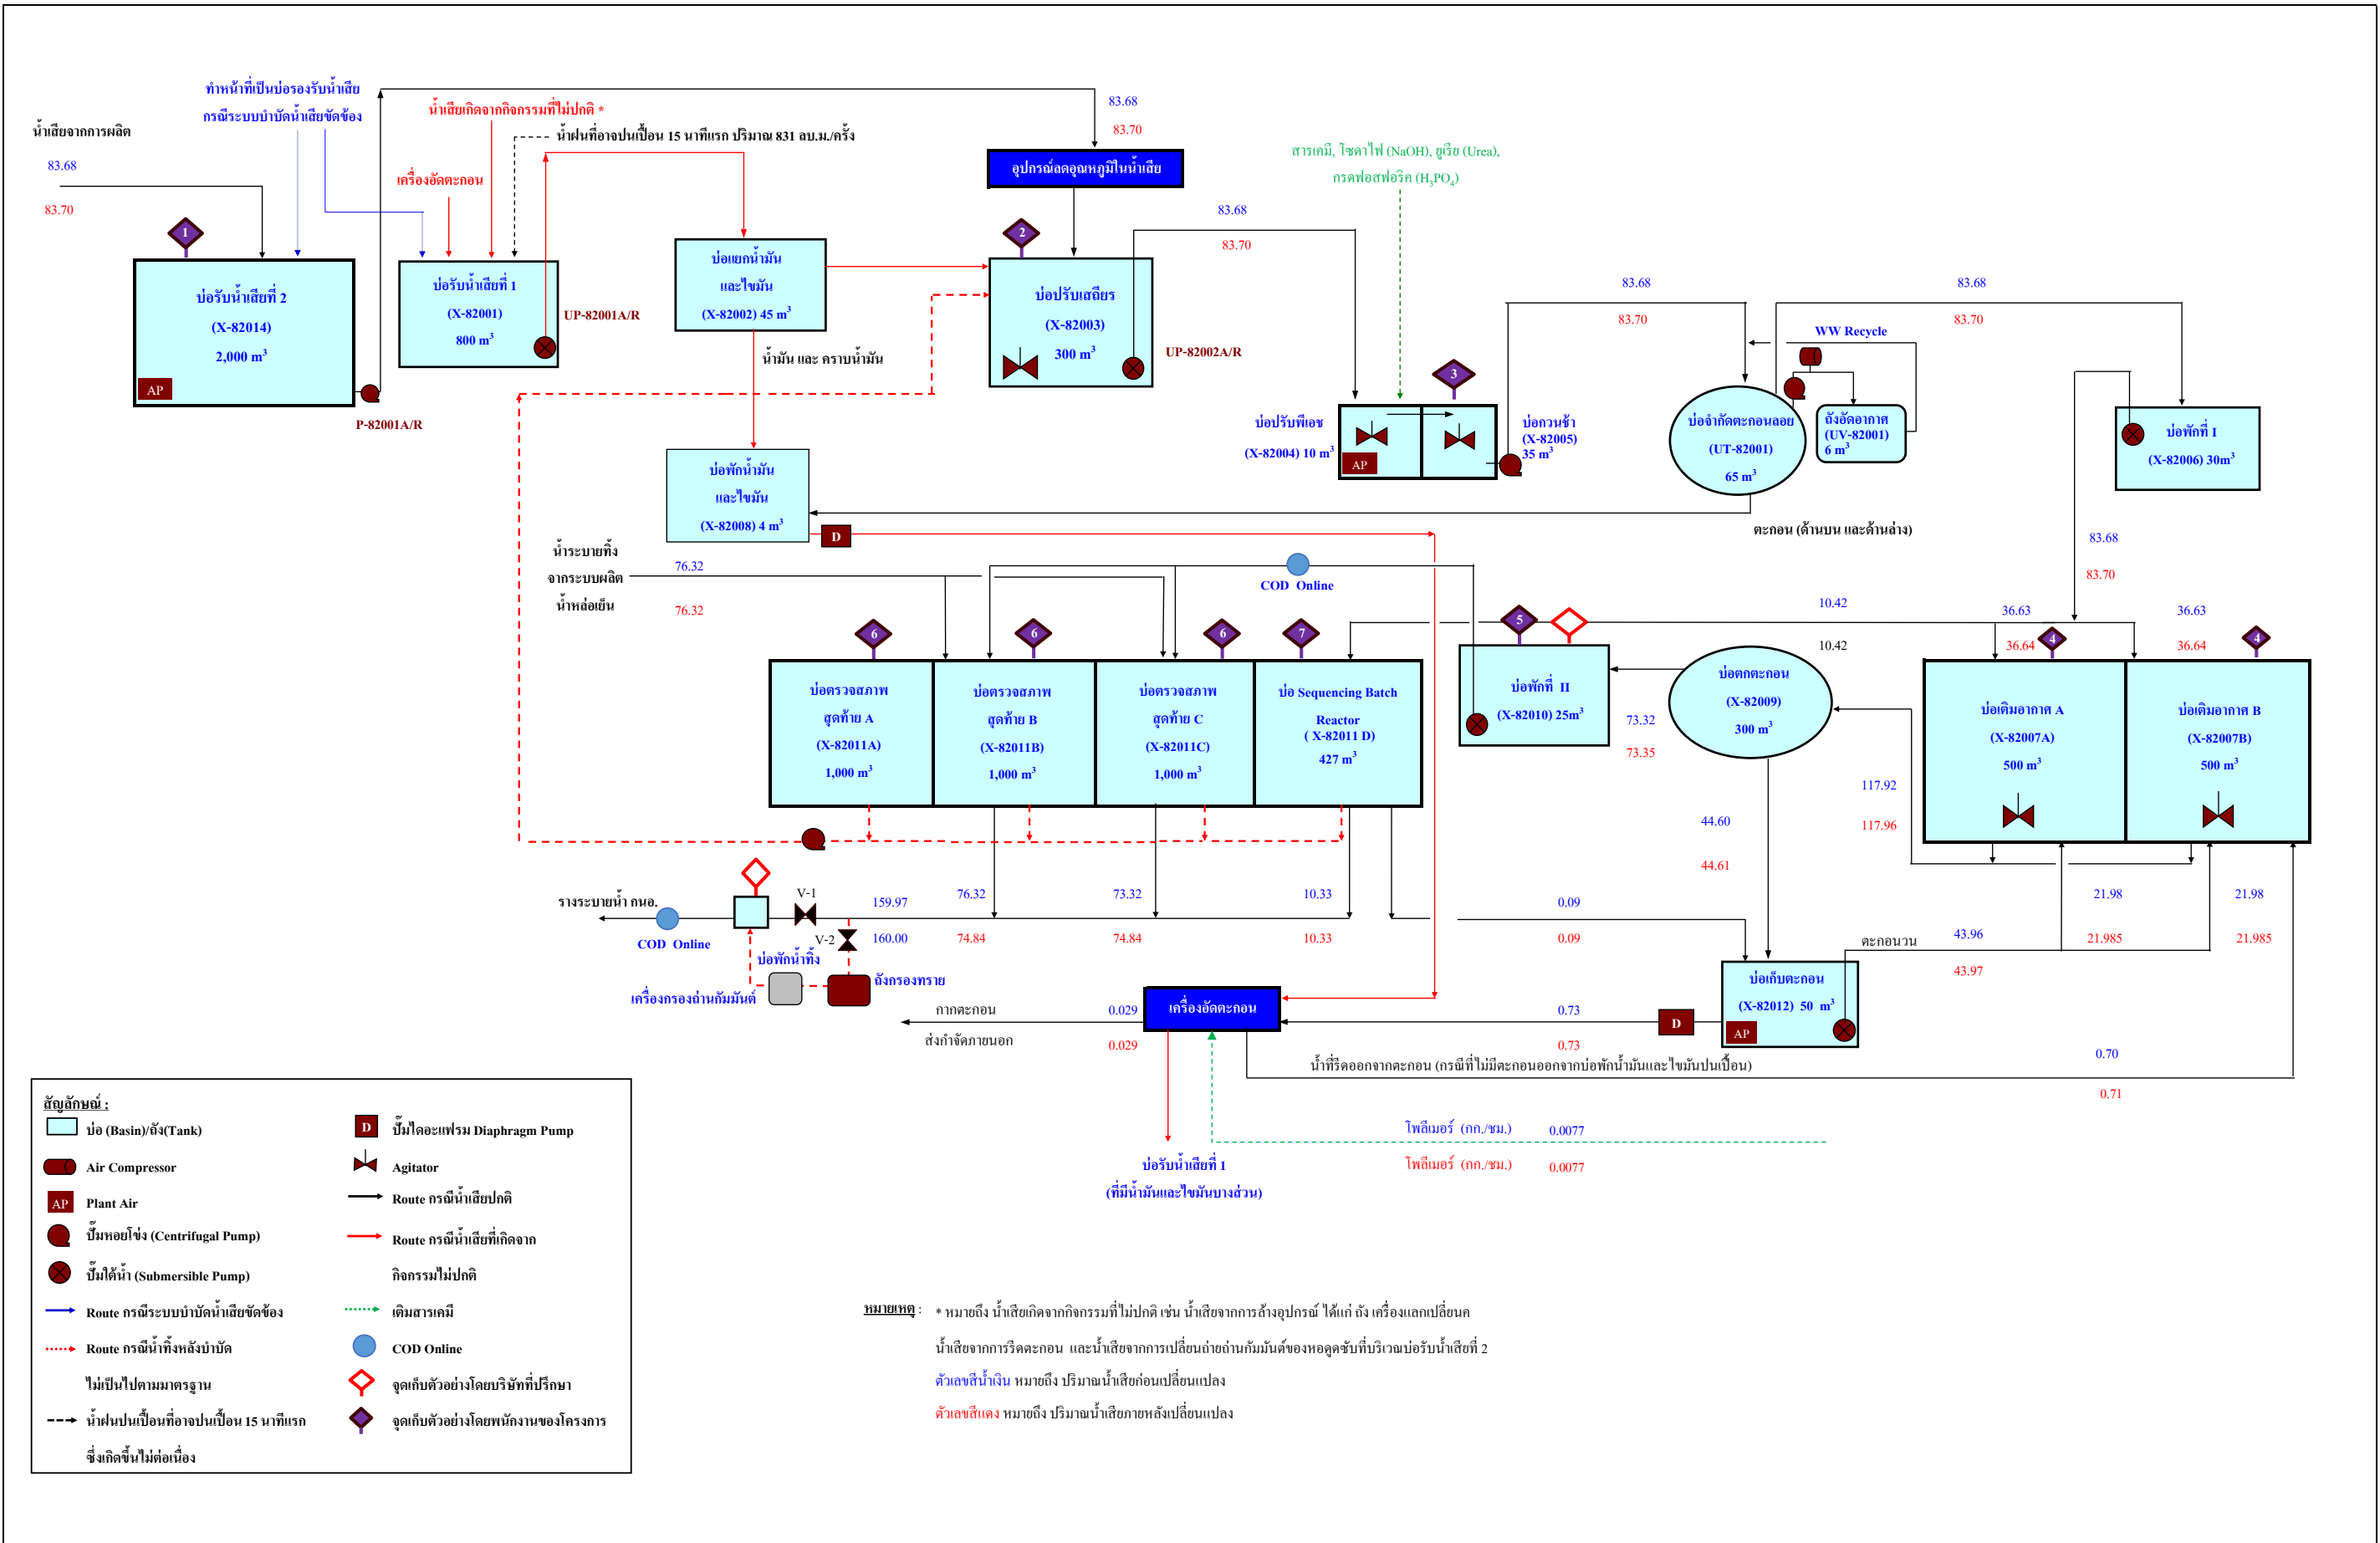 ทำหน้าที่เป็นบ่อรองรับน้ำเสีย
กรณีระบบบำบัดน้ำเสียขัดข้อง
น้ำเสียจากการผลิต
83.68
83.70
น้ำเสียเกิดจากกิจกรรมที่ไม่ปกติ *
น้ำฝนที่อาจปนเปื้อน 15 นาทีแรก ปริมาณ 831 ลบ.ม./ครั้ง
เครื่องอัดตะกอน
83.68
83.70
อุปกรณ์ลดอุณหภูมิในน้ำเสีย
สารเคมี, โซดาไฟ (NaOH), ยูเรีย (Urea),
กรดฟอสฟอริค (H₃PO₄)
1
บ่อรับน้ำเสียที่ 2
(X-82014)
2,000 m³
AP
P-82001A/R
บ่อรับน้ำเสียที่ 1
(X-82001)
800 m³
UP-82001A/R
บ่อแยกน้ำมัน
และไขมัน
(X-82002) 45 m³
น้ำมัน และ คราบน้ำมัน
2
บ่อปรับเสถียร
(X-82003)
300 m³
UP-82002A/R
83.68
83.70
3
บ่อปรับพีเอช
(X-82004) 10 m³
AP
บ่อกวนช้า
(X-82005)
35 m³
83.68
83.70
83.68
83.70
WW Recycle
บ่อจำกัดตะกอนลอย
(UT-82001)
65 m³
ถังอัดอากาศ
(UV-82001)
6 m³
บ่อพักที่ I
(X-82006) 30m³
บ่อพักน้ำมัน
และไขมัน
(X-82008) 4 m³
D
ตะกอน (ด้านบน และด้านล่าง)
83.68
83.70
น้ำระบายทิ้ง
จากระบบผลิต
น้ำหล่อเย็น
76.32
76.32
COD Online
10.42
10.42
36.63
36.64
36.63
36.64
6
6
6
7
5
4
4
บ่อตรวจสภาพ
สุดท้าย A
(X-82011A)
1,000 m³
บ่อตรวจสภาพ
สุดท้าย B
(X-82011B)
1,000 m³
บ่อตรวจสภาพ
สุดท้าย C
(X-82011C)
1,000 m³
บ่อ Sequencing Batch
Reactor
( X-82011 D)
427 m³
บ่อพักที่ II
(X-82010) 25m³
73.32
73.35
บ่อตกตะกอน
(X-82009)
300 m³
บ่อเติมอากาศ A
(X-82007A)
500 m³
บ่อเติมอากาศ B
(X-82007B)
500 m³
117.92
117.96
44.60
44.61
รางระบายน้ำ กนอ.
COD Online
V-1
V-2
159.97
160.00
76.32
74.84
73.32
74.84
10.33
10.33
0.09
0.09
บ่อพักน้ำทิ้ง
เครื่องกรองถ่านกัมมันต์
ถังกรองทราย
ตะกอนวน
43.96
43.97
21.98
21.985
21.98
21.985
บ่อเก็บตะกอน
(X-82012) 50 m³
AP
D
กากตะกอน
ส่งกำจัดภายนอก
0.029
0.029
เครื่องอัดตะกอน
0.73
0.73
น้ำที่รีดออกจากตะกอน (กรณีที่ไม่มีตะกอนออกจากบ่อพักน้ำมันและไขมันปนเปื้อน)
0.70
0.71
โพลีเมอร์ (กก./ชม.) 0.0077
โพลีเมอร์ (กก./ชม.) 0.0077
บ่อรับน้ำเสียที่ 1
(ที่มีน้ำมันและไขมันบางส่วน)
สัญลักษณ์ :
บ่อ (Basin)/ถัง(Tank)
Air Compressor
AP Plant Air
ปั๊มหอยโข่ง (Centrifugal Pump)
ปั๊มใต้น้ำ (Submersible Pump)
Route กรณีระบบบำบัดน้ำเสียขัดข้อง
Route กรณีน้ำทิ้งหลังบำบัด
ไม่เป็นไปตามมาตรฐาน
น้ำฝนปนเปื้อนที่อาจปนเปื้อน 15 นาทีแรก
ซึ่งเกิดขึ้นไม่ต่อเนื่อง
D ปั๊มไดอะแฟรม Diaphragm Pump
Agitator
Route กรณีน้ำเสียปกติ
Route กรณีน้ำเสียที่เกิดจาก
กิจกรรมไม่ปกติ
เติมสารเคมี
COD Online
จุดเก็บตัวอย่างโดยบริษัทที่ปรึกษา
จุดเก็บตัวอย่างโดยพนักงานของโครงการ
หมายเหตุ : * หมายถึง น้ำเสียเกิดจากกิจกรรมที่ไม่ปกติ เช่น น้ำเสียจากการล้างอุปกรณ์ ได้แก่ ถัง เครื่องแลกเปลี่ยนค
น้ำเสียจากการรีดตะกอน และน้ำเสียจากการเปลี่ยนถ่ายถ่านกัมมันต์ของหอดูดซับที่บริเวณบ่อรับน้ำเสียที่ 2
ตัวเลขสีน้ำเงิน หมายถึง ปริมาณน้ำเสียก่อนเปลี่ยนแปลง
ตัวเลขสีแดง หมายถึง ปริมาณน้ำเสียภายหลังเปลี่ยนแปลง